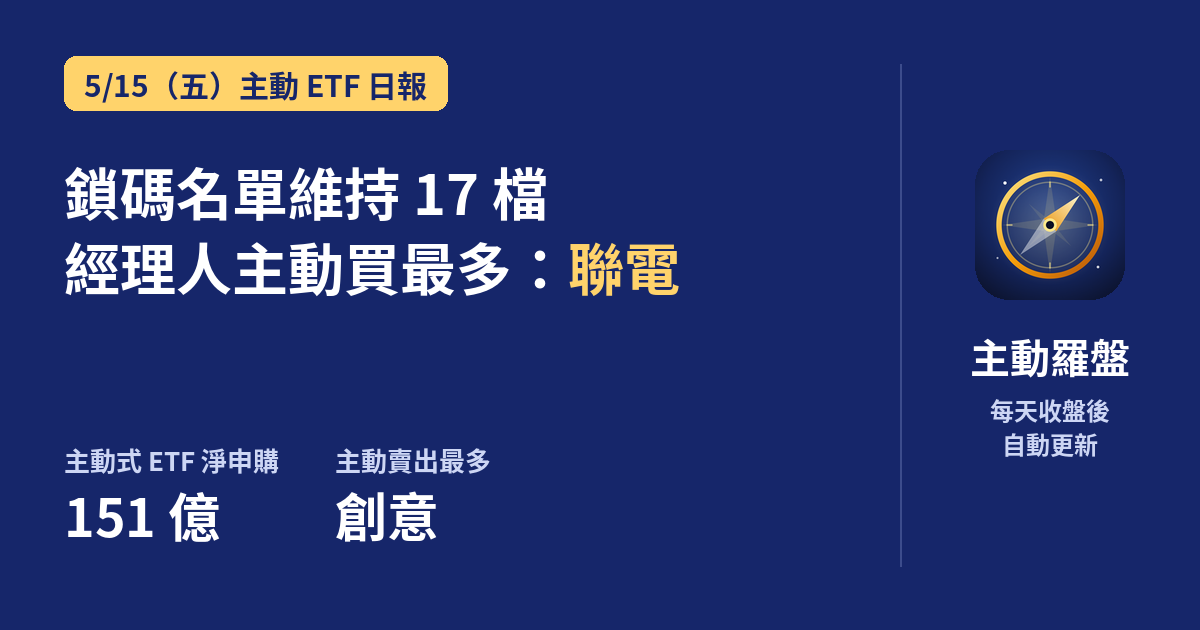 5/15（五）主動 ETF 日報
鎖碼名單維持 17 檔
經理人主動買最多：聯電
主動式 ETF 淨申購
151 億
主動賣出最多
創意
主動羅盤
每天收盤後
自動更新